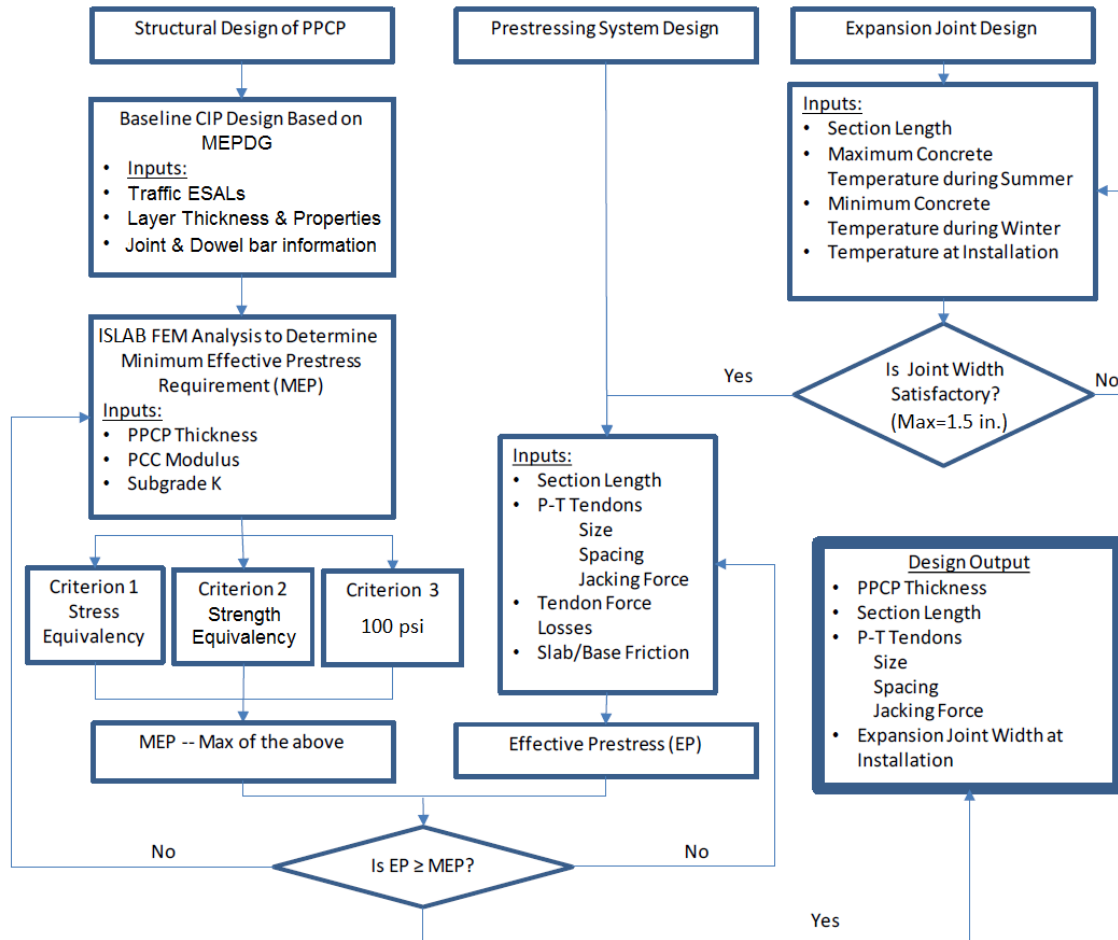 Structural Design of PPCP
Prestressing System Design
Expansion Joint Design
Baseline CIP Design Based on
MEPDG
• Inputs:
• Traffic ESALs
• Layer Thickness & Properties
• Joint & Dowel bar information
Inputs:
• Section Length
• Maximum Concrete
Temperature during Summer
• Minimum Concrete
Temperature during Winter
• Temperature at Installation
ISLAB FEM Analysis to Determine
Minimum Effective Prestress
Requirement (MEP)
Inputs:
• PPCP Thickness
• PCC Modulus
• Subgrade K
Yes
Is Joint Width
Satisfactory?
(Max=1.5 in.)
No
Inputs:
• Section Length
• P-T Tendons
Size
Spacing
Jacking Force
• Tendon Force
Losses
• Slab/Base Friction
Criterion 1
Stress
Equivalency
Criterion 2
Strength
Equivalency
Criterion 3
100 psi
Design Output
• PPCP Thickness
• Section Length
• P-T Tendons
Size
Spacing
Jacking Force
• Expansion Joint Width at
Installation
MEP -- Max of the above
Effective Prestress (EP)
No
Is EP ≥ MEP?
No
Yes